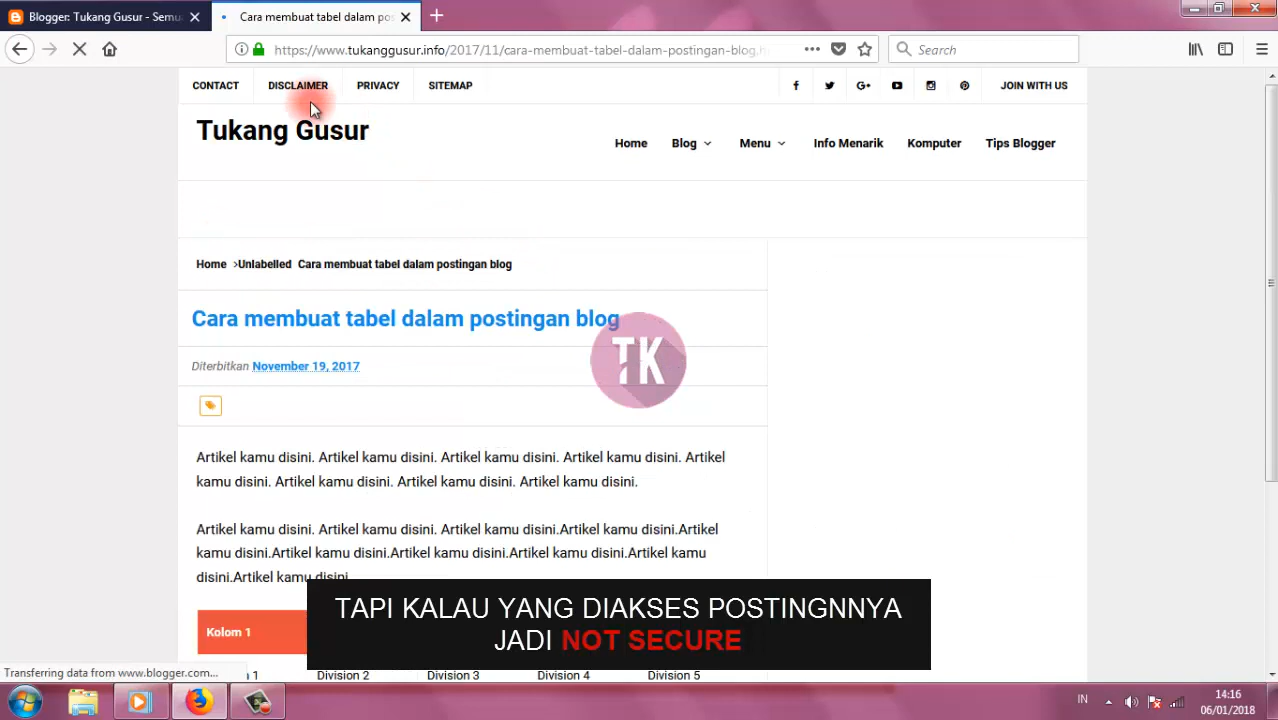 Blogger: Tukang Gusur - Semua
Cara membuat tabel dalam pos
https://www.tukanggusur.info/2017/11/cara-membuat-tabel-dalam-postingan-blog.h
Search
CONTACT DISCLAIMER PRIVACY SITEMAP JOIN WITH US
Tukang Gusur
Home Blog Menu Info Menarik Komputer Tips Blogger
Home >Unlabelled Cara membuat tabel dalam postingan blog
Cara membuat tabel dalam postingan blog
TK
Diterbitkan November 19, 2017
Artikel kamu disini. Artikel kamu disini. Artikel kamu disini. Artikel kamu disini. Artikel
kamu disini. Artikel kamu disini. Artikel kamu disini. Artikel kamu disini.
Artikel kamu disini. Artikel kamu disini. Artikel kamu disini.Artikel kamu disini.Artikel
kamu disini.Artikel kamu disini.Artikel kamu disini.Artikel kamu disini.Artikel kamu
disini.Artikel kamu disini.
Kolom 1
TAPI KALAU YANG DIAKSES POSTINGNNYA
JADI NOT SECURE
Transferring data from www.blogger.com...
1 Division 2 Division 3 Division 4 Division 5
IN
14:16
06/01/2018